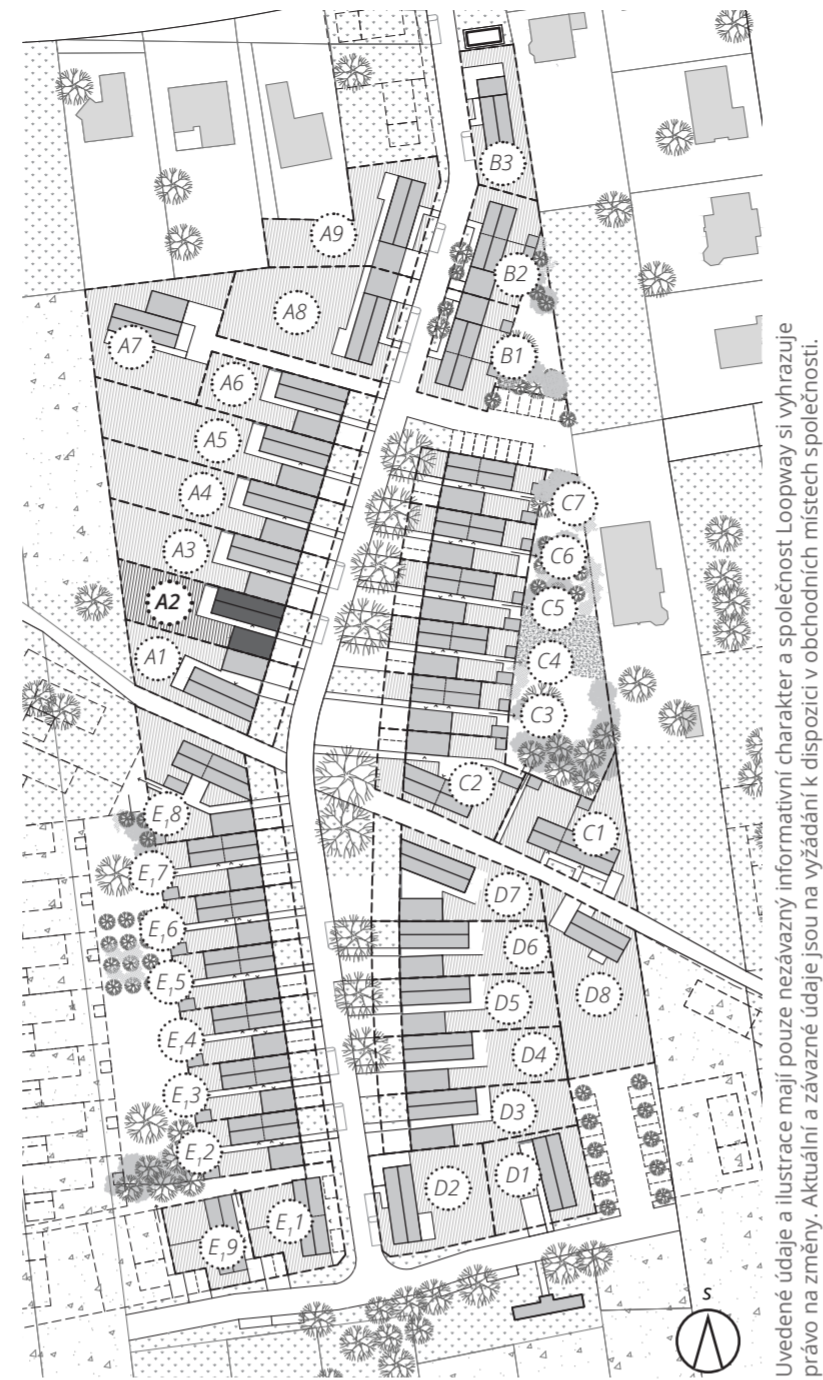 A9
B3
A8
B2
A7
B1
A6
A5
A4
C7
A3
C6
A2
C5
A1
C4
C3
C2
E₁8
C1
E₁7
D7
E₁6
D6
E₁5
D5
D8
E₁4
D4
E₁3
D3
E₁2
D1
D2
E₁1
E₁9
S
Uvedené údaje a ilustrace mají pouze nezávazný informativní charakter a společnost Loopway si vyhrazuje
právo na změny. Aktuální a závazné údaje jsou na vyžádání k dispozici v obchodních místech společnosti.